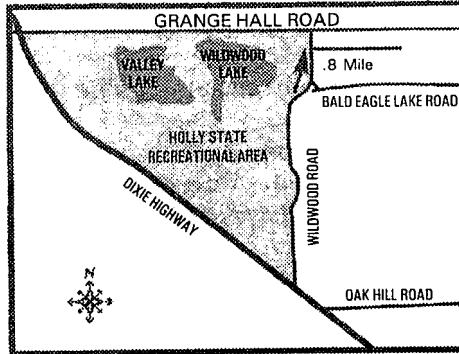 GRANGE HALL ROAD
VALLEY
LAKE
WILDWOOD
LAKE
.8 Mile
BALD EAGLE LAKE ROAD
HOLLY STATE
RECREATIONAL AREA
WILDWOOD ROAD
DIXIE HIGHWAY
N
OAK HILL ROAD